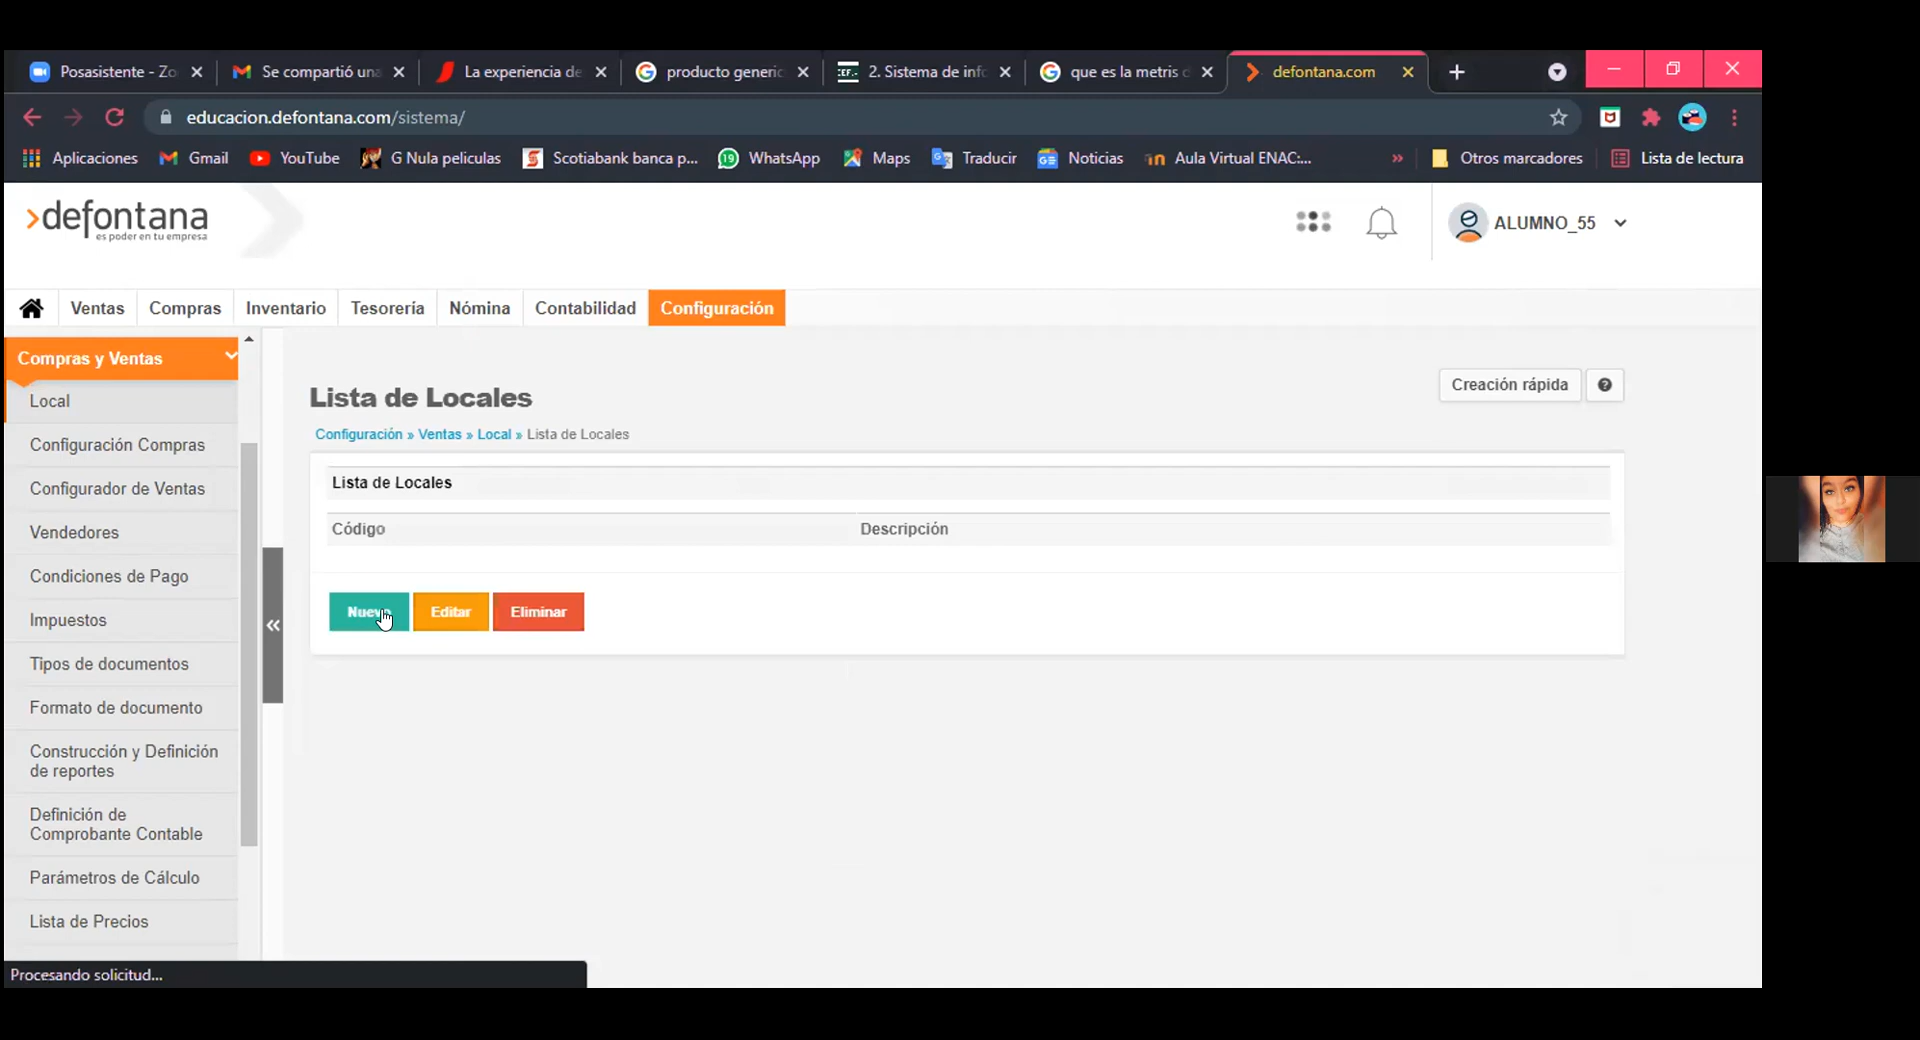 Posasistente - Zo
Se compartió una
La experiencia de
producto generic
2. Sistema de info
que es la metris d
defontana.com
educacion.defontana.com/sistema/
Aplicaciones
Gmail
YouTube
G Nula peliculas
Scotiabank banca p...
WhatsApp
Maps
Traducir
Noticias
Aula Virtual ENAC:...
»
Otros marcadores
Lista de lectura
defontana
es poder en tu empresa
ALUMNO_55
Ventas
Compras
Inventario
Tesorería
Nómina
Contabilidad
Configuración
Compras y Ventas
Local
Configuración Compras
Configurador de Ventas
Vendedores
Condiciones de Pago
Impuestos
Tipos de documentos
Formato de documento
Construcción y Definición
de reportes
Definición de
Comprobante Contable
Parámetros de Cálculo
Lista de Precios
«
Lista de Locales
Creación rápida
?
Configuración » Ventas » Local » Lista de Locales
Lista de Locales
Código Descripción
Nuevo Editar Eliminar
Procesando solicitud...